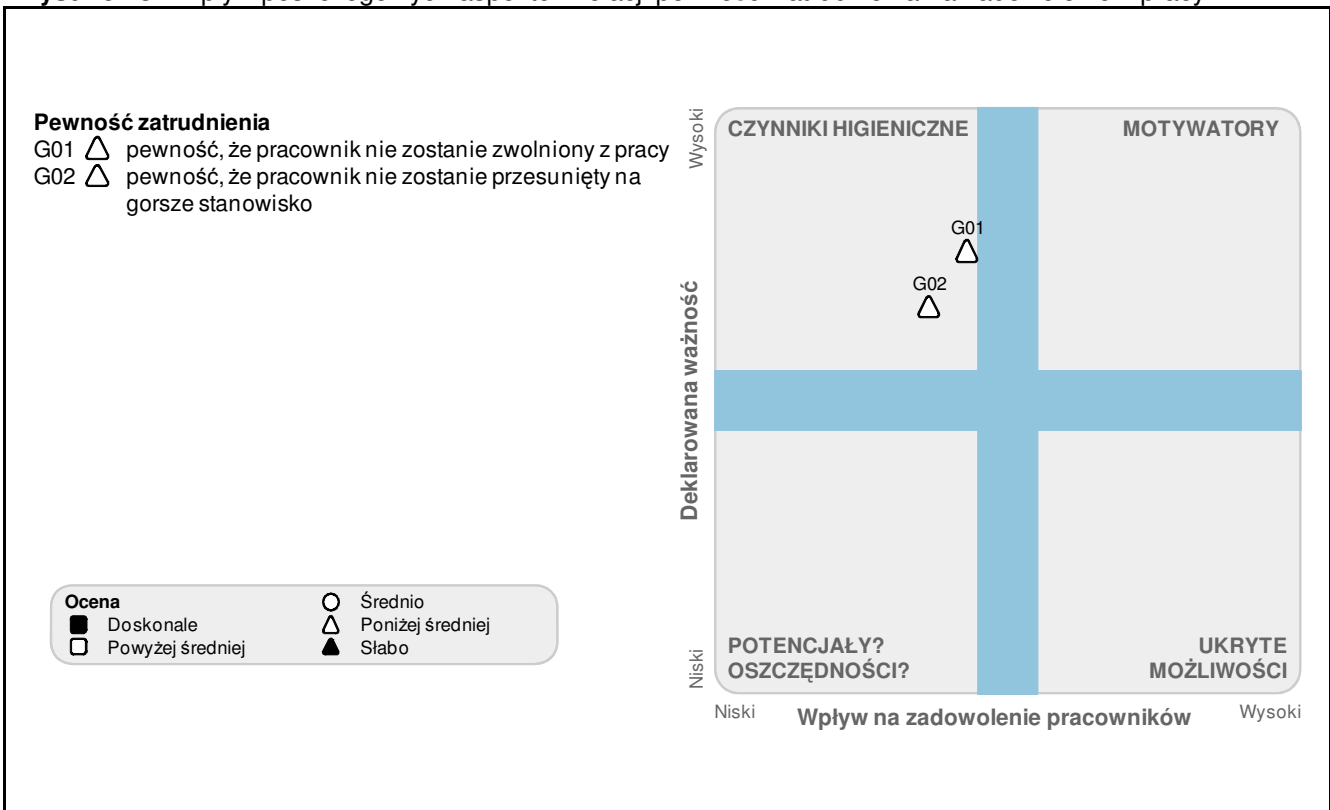 Pewność zatrudnienia
G01 pewność, że pracownik nie zostanie zwolniony z pracy
G02 pewność, że pracownik nie zostanie przesunięty na
gorsze stanowisko
Ocena
Doskonale
Powyżej średniej
Średnio
Poniżej średniej
Słabo
Wysoki
Deklarowana ważność
Niski
CZYNNIKI HIGIENICZNE
MOTYWATORY
G01
G02
POTENCJAŁY?
OSZCZĘDNOŚCI?
UKRYTE
MOŻLIWOŚCI
Niski
Wpływ na zadowolenie pracowników
Wysoki